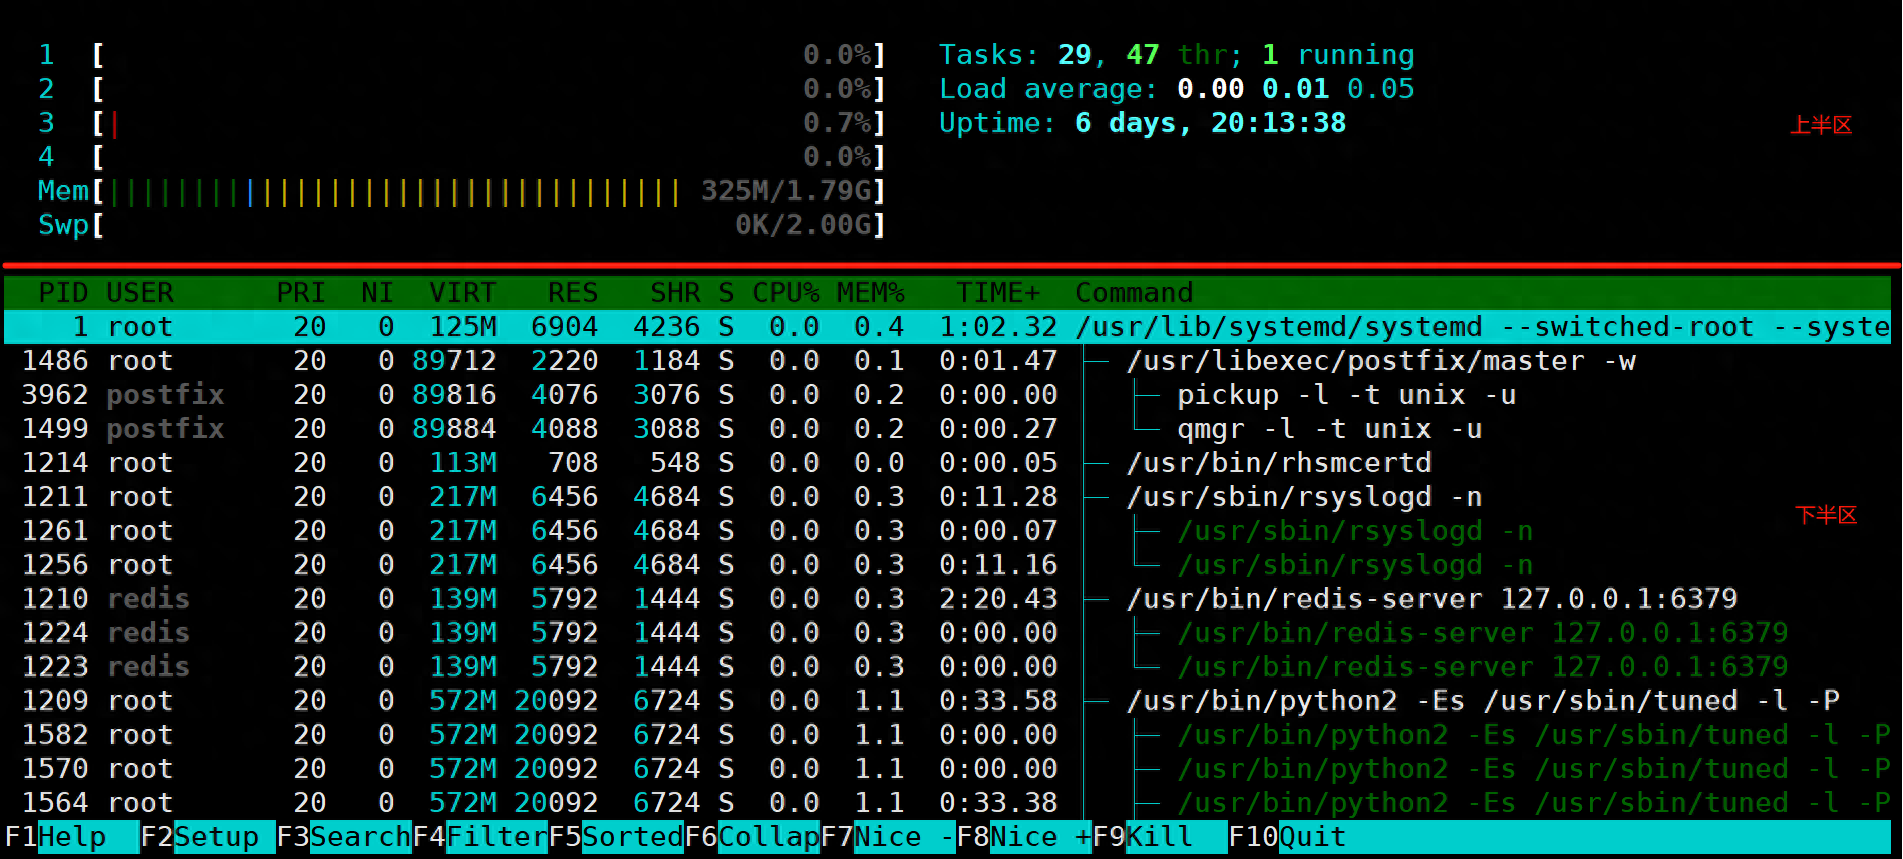 1 [ 0.0%] Tasks: 29, 47 thr; 1 running
2 [ 0.0%] Load average: 0.00 0.01 0.05
3 [| 0.7%] Uptime: 6 days, 20:13:38
上半区
4 [ 0.0%]
Mem[|||||||||||||||||||||||||||||||||| 325M/1.79G]
Swp[ 0K/2.00G]
PID USER PRI NI VIRT RES SHR S CPU% MEM% TIME+ Command
1 root 20 0 125M 6904 4236 S 0.0 0.4 1:02.32 /usr/lib/systemd/systemd --switched-root --syste
1486 root 20 0 89712 2220 1184 S 0.0 0.1 0:01.47 ├─ /usr/libexec/postfix/master -w
3962 postfix 20 0 89816 4076 3076 S 0.0 0.2 0:00.00 │ ├─ pickup -l -t unix -u
1499 postfix 20 0 89884 4088 3088 S 0.0 0.2 0:00.27 │ └─ qmgr -l -t unix -u
1214 root 20 0 113M 708 548 S 0.0 0.0 0:00.05 ├─ /usr/bin/rhsmcertd
1211 root 20 0 217M 6456 4684 S 0.0 0.3 0:11.28 ├─ /usr/sbin/rsyslogd -n
下半区
1261 root 20 0 217M 6456 4684 S 0.0 0.3 0:00.07 │ ├─ /usr/sbin/rsyslogd -n
1256 root 20 0 217M 6456 4684 S 0.0 0.3 0:11.16 │ └─ /usr/sbin/rsyslogd -n
1210 redis 20 0 139M 5792 1444 S 0.0 0.3 2:20.43 ├─ /usr/bin/redis-server 127.0.0.1:6379
1224 redis 20 0 139M 5792 1444 S 0.0 0.3 0:00.00 │ ├─ /usr/bin/redis-server 127.0.0.1:6379
1223 redis 20 0 139M 5792 1444 S 0.0 0.3 0:00.00 │ └─ /usr/bin/redis-server 127.0.0.1:6379
1209 root 20 0 572M 20092 6724 S 0.0 1.1 0:33.58 ├─ /usr/bin/python2 -Es /usr/sbin/tuned -l -P
1582 root 20 0 572M 20092 6724 S 0.0 1.1 0:00.00 │ ├─ /usr/bin/python2 -Es /usr/sbin/tuned -l -P
1570 root 20 0 572M 20092 6724 S 0.0 1.1 0:00.00 │ ├─ /usr/bin/python2 -Es /usr/sbin/tuned -l -P
1564 root 20 0 572M 20092 6724 S 0.0 1.1 0:33.38 │ ├─ /usr/bin/python2 -Es /usr/sbin/tuned -l -P
F1Help F2Setup F3SearchF4FilterF5SortedF6CollapF7Nice -F8Nice +F9Kill F10Quit